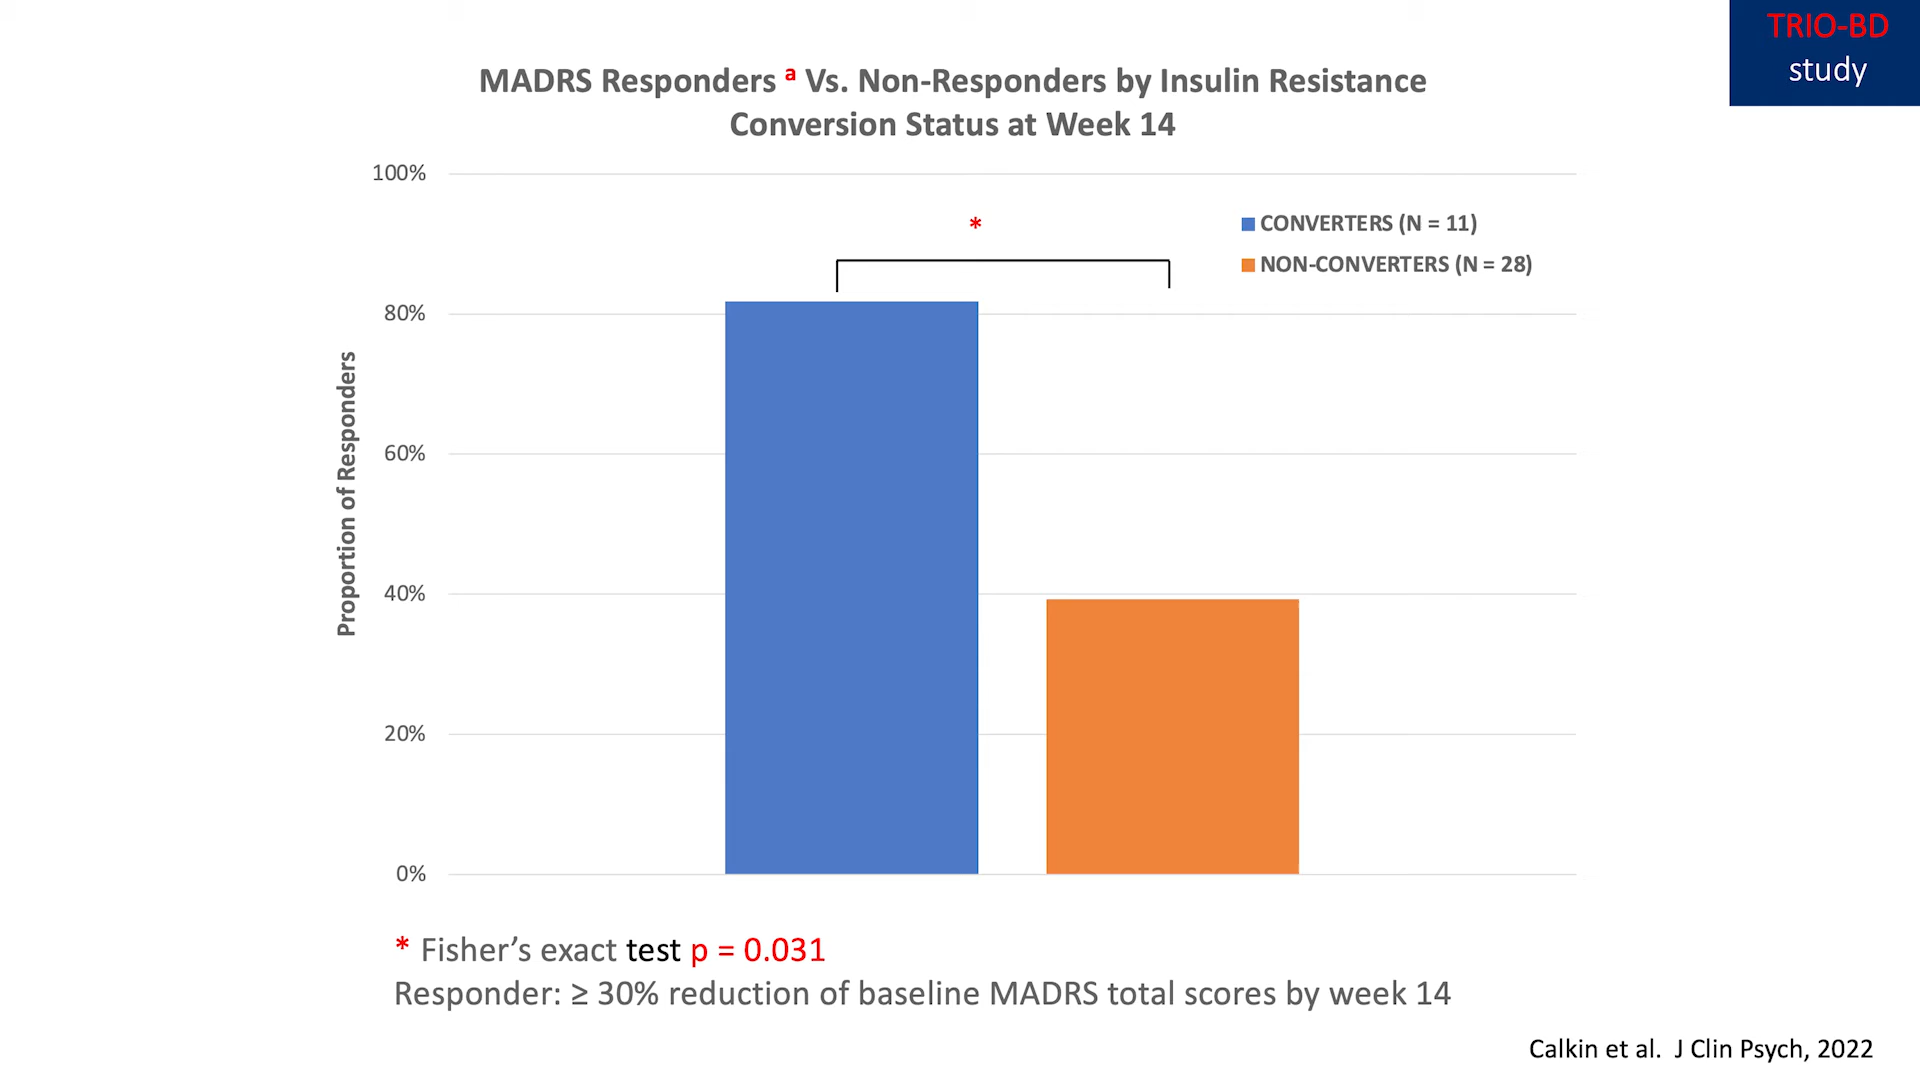 TRIO-BD
study
MADRS Responders ª Vs. Non-Responders by Insulin Resistance
Conversion Status at Week 14
100%
80%
60%
40%
20%
0%
Proportion of Responders
*
CONVERTERS (N = 11)
NON-CONVERTERS (N = 28)
* Fisher’s exact test p = 0.031
Responder: ≥ 30% reduction of baseline MADRS total scores by week 14
Calkin et al.  J Clin Psych, 2022